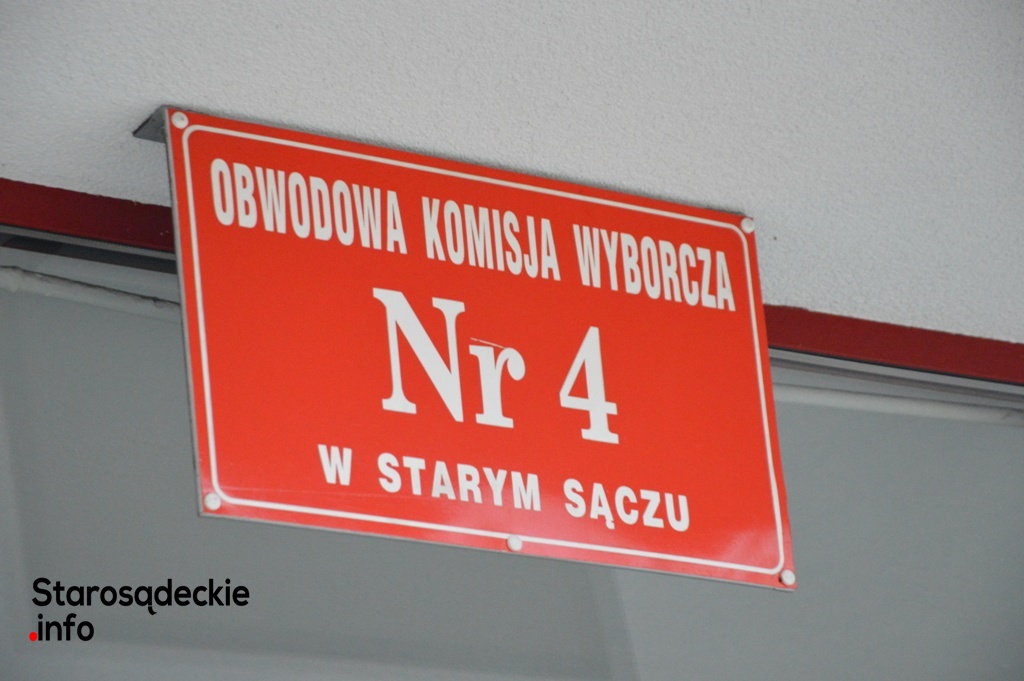 OBWODOWA KOMISJA WYBORCZA
Nr 4
W STARYM SĄCZU
Starosądeckie
.info